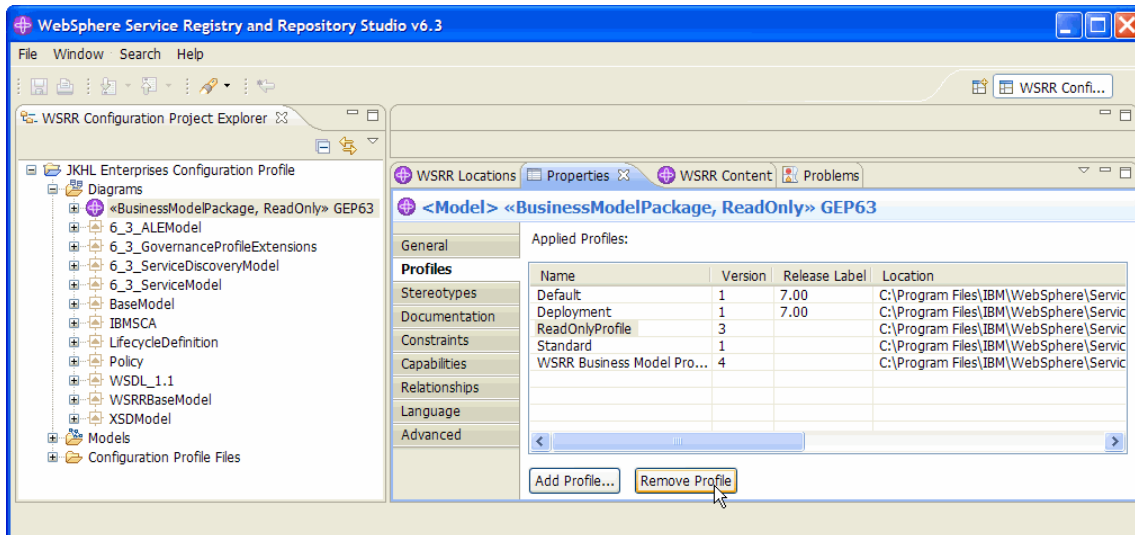 WebSphere Service Registry and Repository Studio v6.3
File Window Search Help
WSRR Confi...
WSRR Configuration Project Explorer
JKHL Enterprises Configuration Profile
Diagrams
«BusinessModelPackage, ReadOnly» GEP63
6_3_ALEModel
6_3_GovernanceProfileExtensions
6_3_ServiceDiscoveryModel
6_3_ServiceModel
BaseModel
IBMSCA
LifecycleDefinition
Policy
WSDL_1.1
WSRRBaseModel
XSDModel
Models
Configuration Profile Files
WSRR Locations Properties WSRR Content Problems
<Model> «BusinessModelPackage, ReadOnly» GEP63
General
Profiles
Stereotypes
Documentation
Constraints
Capabilities
Relationships
Language
Advanced
Applied Profiles:
Name Version Release Label Location
Default 1 7.00 C:\Program Files\IBM\WebSphere\Servic
Deployment 1 7.00 C:\Program Files\IBM\WebSphere\Servic
ReadOnlyProfile 3 C:\Program Files\IBM\WebSphere\Servic
Standard 1 C:\Program Files\IBM\WebSphere\Servic
WSRR Business Model Pro... 4 C:\Program Files\IBM\WebSphere\Servic
Add Profile... Remove Profile